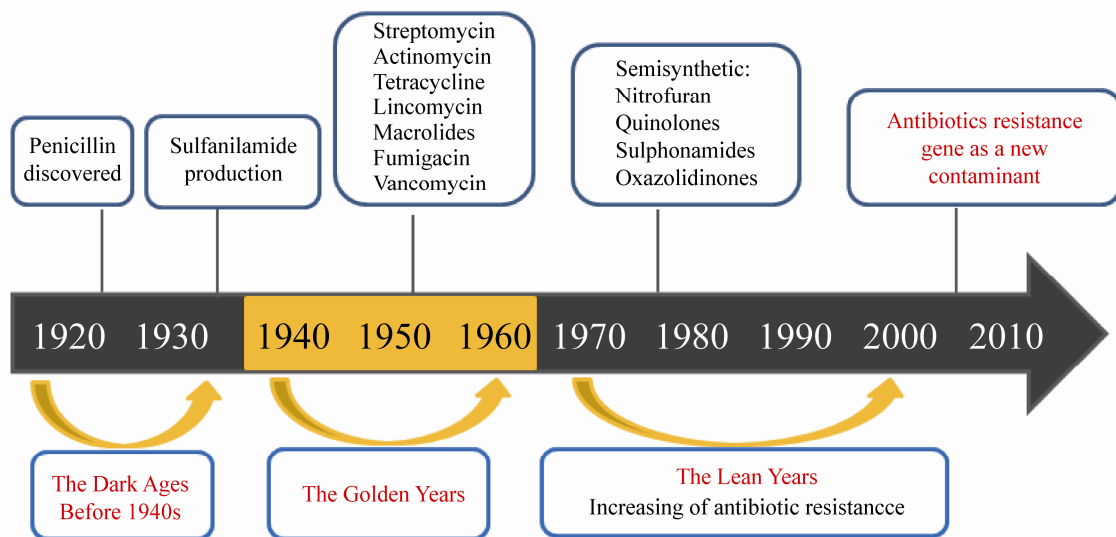 Penicillin
discovered
Sulfanilamide
production
Streptomycin
Actinomycin
Tetracycline
Lincomycin
Macrolides
Fumigacin
Vancomycin
Semisynthetic:
Nitrofuran
Quinolones
Sulphonamides
Oxazolidinones
Antibiotics resistance
gene as a new
contaminant
1920 1930 1940 1950 1960 1970 1980 1990 2000 2010
The Dark Ages
Before 1940s
The Golden Years
The Lean Years
Increasing of antibiotic resistancce